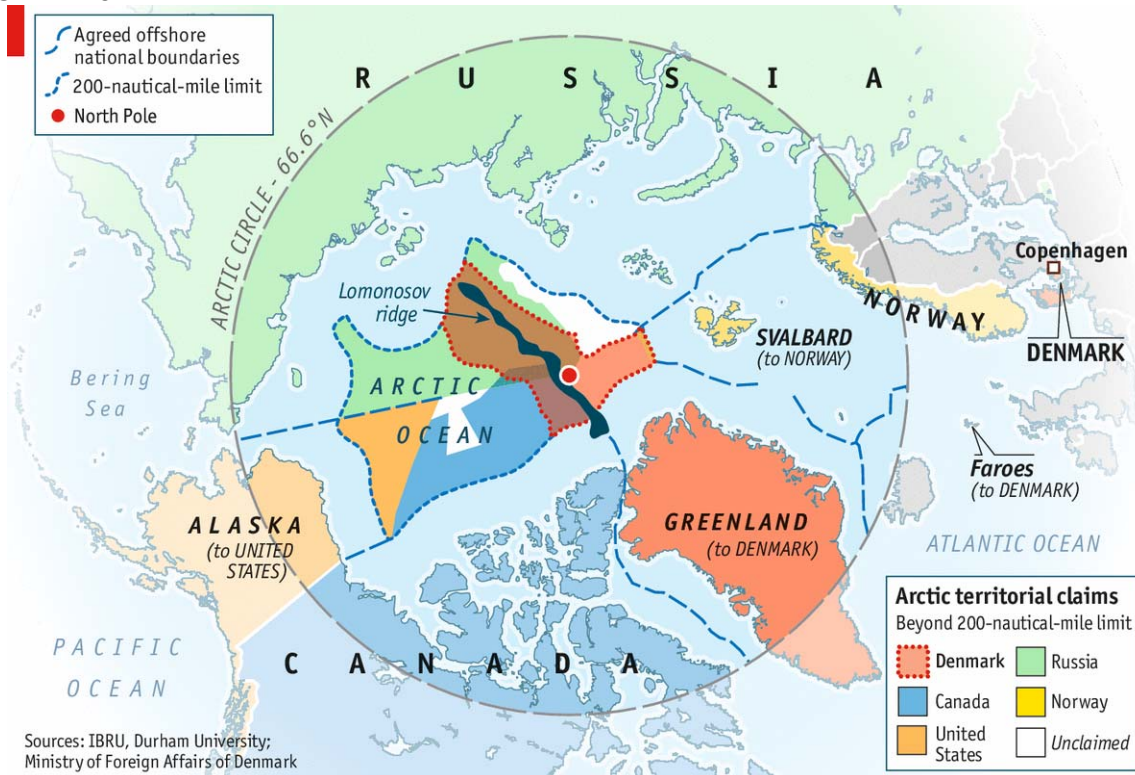 Agreed offshore
national boundaries
200-nautical-mile limit
North Pole
RUSSIA
ARCTIC CIRCLE - 66.6°N
Lomonosov
ridge
Copenhagen
NORWAY
SVALBARD
(to NORWAY)
DENMARK
Bering
Sea
ARCTIC
OCEAN
Faroes
(to DENMARK)
ALASKA
(to UNITED
STATES)
GREENLAND
(to DENMARK)
ATLANTIC OCEAN
PACIFIC
OCEAN
CANADA
Arctic territorial claims
Beyond 200-nautical-mile limit
Denmark
Russia
Canada
Norway
United
States
Unclaimed
Sources: IBRU, Durham University;
Ministry of Foreign Affairs of Denmark